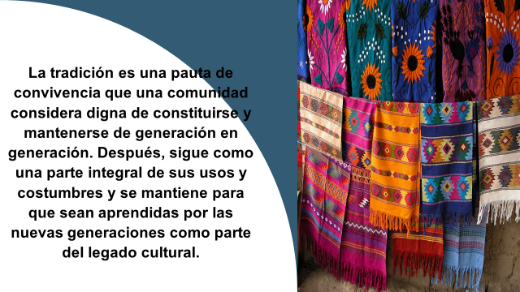 La tradición es una pauta de
convivencia que una comunidad
considera digna de constituirse y
mantenerse de generación en
generación. Después, sigue como
una parte integral de sus usos y
costumbres y se mantiene para
que sean aprendidas por las
nuevas generaciones como parte
del legado cultural.